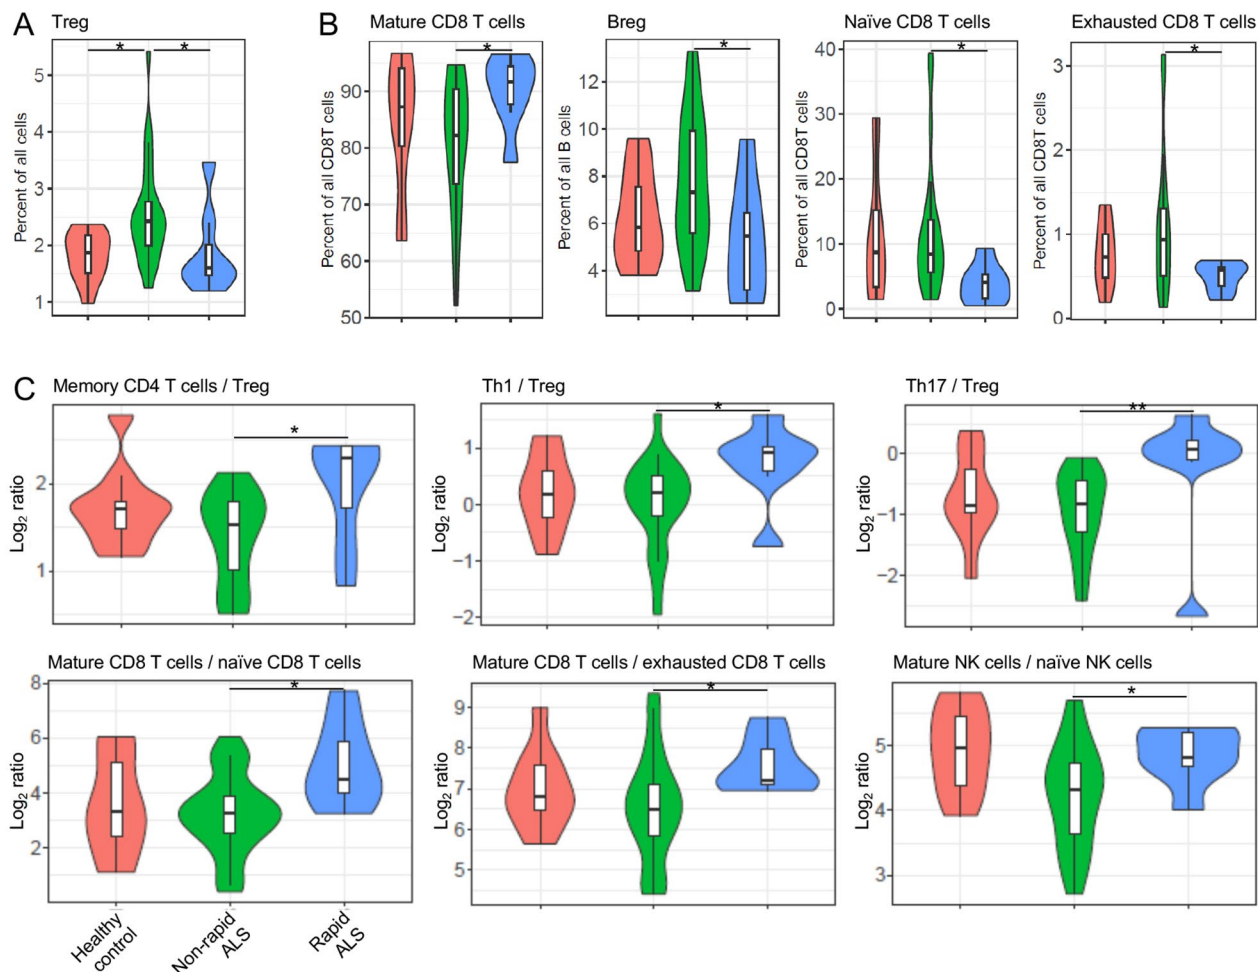 A
Treg
Percent of all cells
5
4
3
2
1
*
*
B
Mature CD8 T cells
Percent of all CD8T cells
90
80
70
60
50
*
Breg
Percent of all B cells
12
10
8
6
4
*
Naïve CD8 T cells
Percent of all CD8T cells
40
30
20
10
0
*
Exhausted CD8 T cells
Percent of all CD8T cells
3
2
1
0
*
C
Memory CD4 T cells / Treg
Log2 ratio
2
1
*
Th1 / Treg
Log2 ratio
1
0
−1
−2
*
Th17 / Treg
Log2 ratio
0
−1
−2
**
Mature CD8 T cells / naïve CD8 T cells
Log2 ratio
8
6
4
2
*
Healthy
control
Non-rapid
ALS
Rapid
ALS
Mature CD8 T cells / exhausted CD8 T cells
Log2 ratio
9
8
7
6
5
*
Mature NK cells / naïve NK cells
Log2 ratio
5
4
3
*